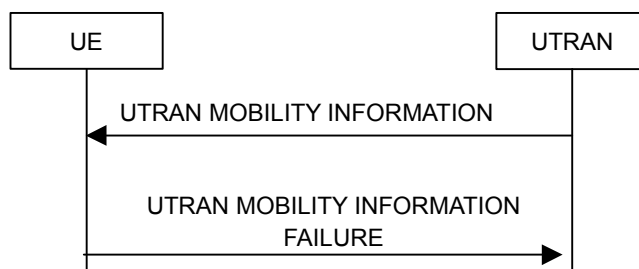 UE
UTRAN
UTRAN MOBILITY INFORMATION
UTRAN MOBILITY INFORMATION
FAILURE